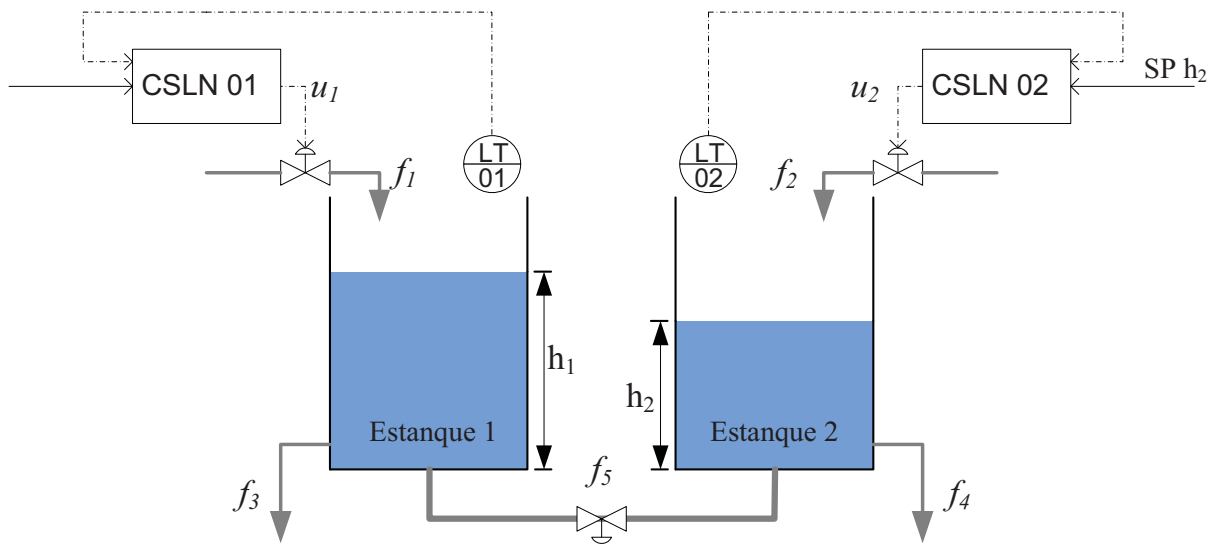 CSLN 01
u1
LT
01
f1
LT
02
f2
u2
CSLN 02
SP h2
h1
h2
Estanque 1
Estanque 2
f3
f5
f4